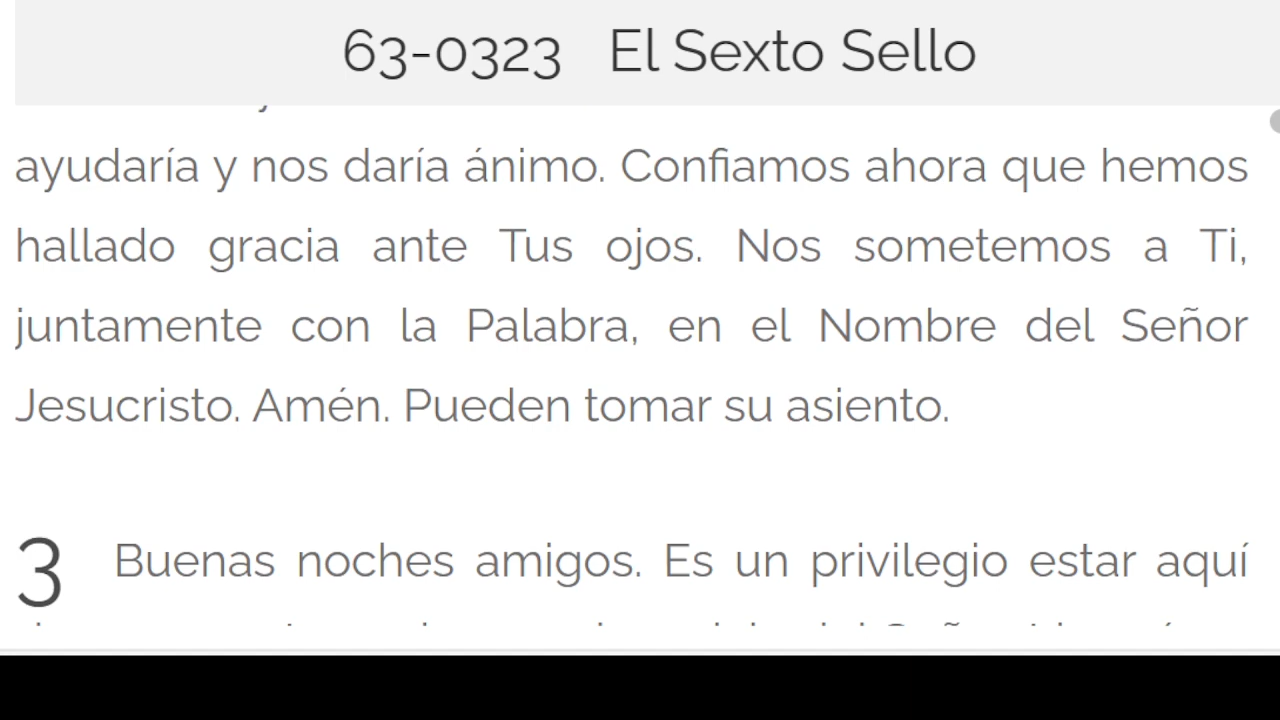 63-0323 El Sexto Sello
ayudaría y nos daría ánimo. Confiamos ahora que hemos
hallado gracia ante Tus ojos. Nos sometemos a Ti,
juntamente con la Palabra, en el Nombre del Señor
Jesucristo. Amén. Pueden tomar su asiento.
3 Buenas noches amigos. Es un privilegio estar aquí